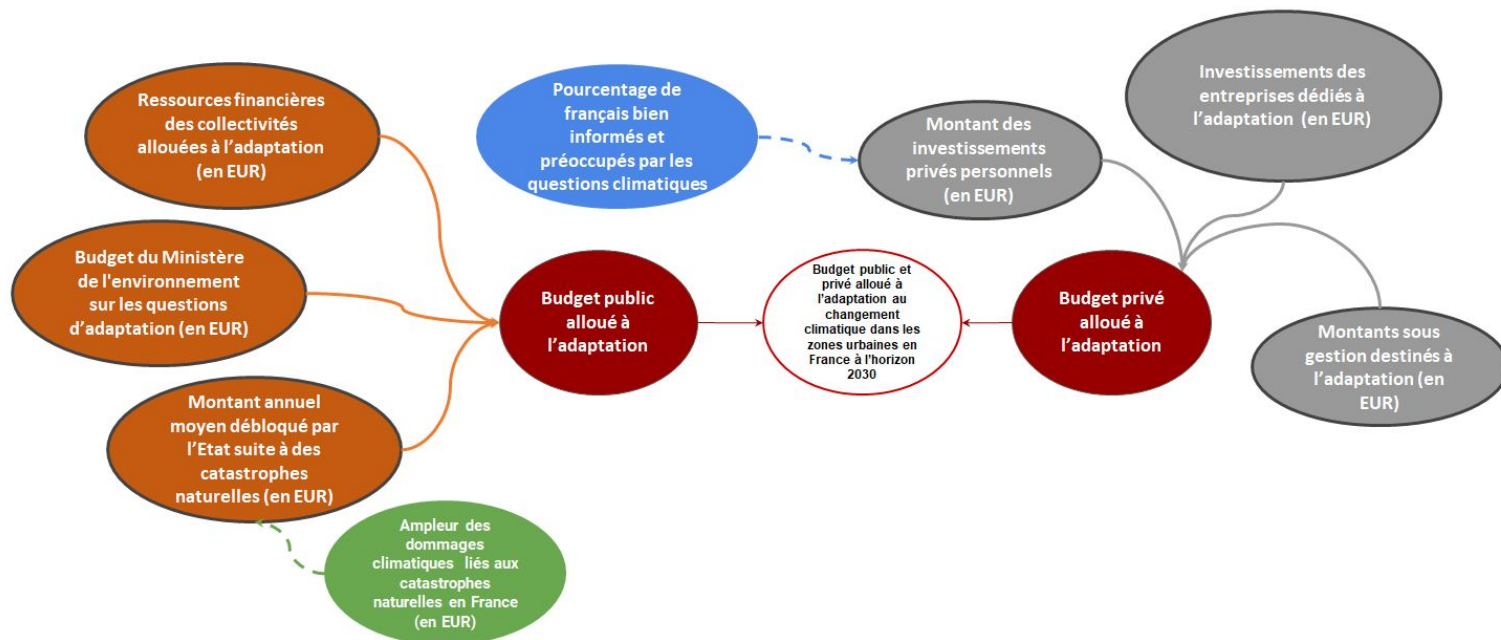 Ressources financières
des collectivités
allouées à l'adaptation
(en EUR)
Pourcentage de
français bien
informés et
préoccupés par les
questions climatiques
Montant des
investissements
privés personnels
(en EUR)
Investissements des
entreprises dédiés à
l'adaptation (en EUR)
Budget du Ministère
de l'environnement
sur les questions
d'adaptation (en EUR)
Budget public
alloué à
l'adaptation
Budget public et
privé alloué à
l'adaptation au
changement
climatique dans les
zones urbaines en
France à l'horizon
2030
Budget privé
alloué à
l'adaptation
Montants sous
gestion destinés à
l'adaptation (en
EUR)
Montant annuel
moyen débloqué par
l'Etat suite à des
catastrophes
naturelles (en EUR)
Ampleur des
dommages
climatiques liés aux
catastrophes
naturelles en France
(en EUR)